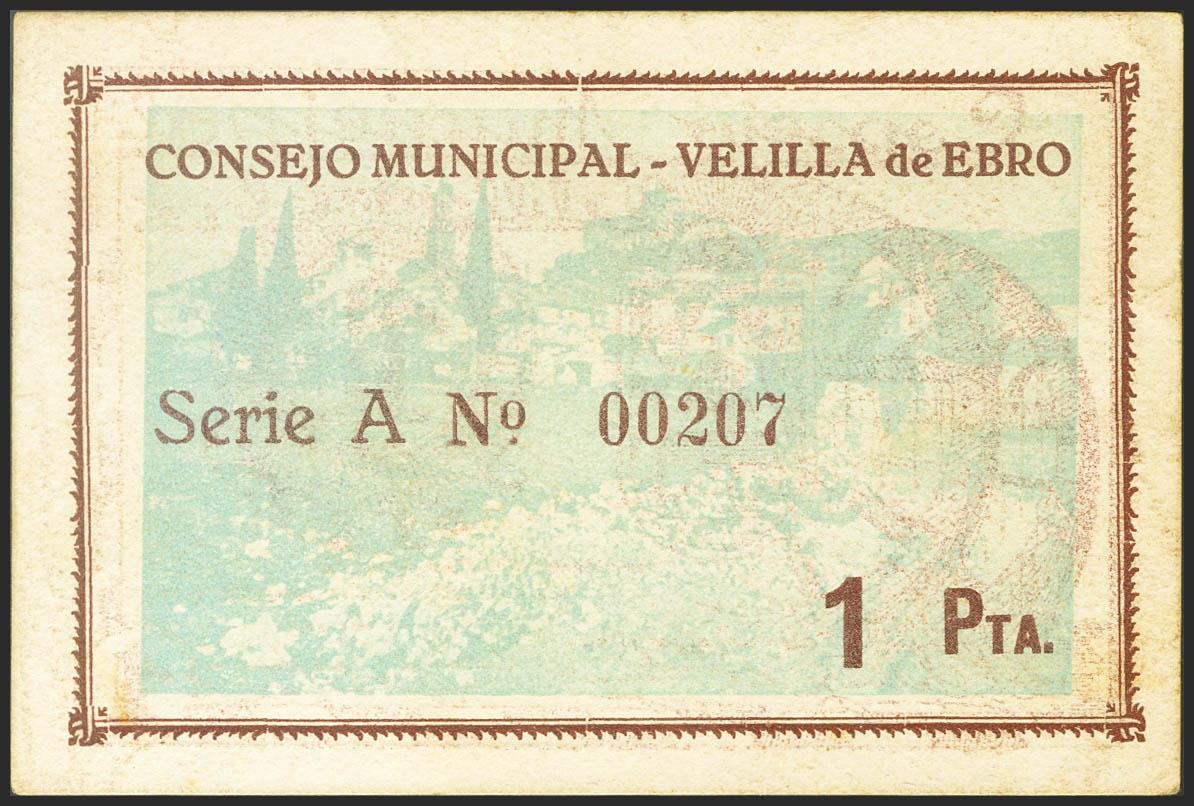 CONSEJO MUNICIPAL - VELILLA de EBRO
Serie A Nº 00207
1 PTA.